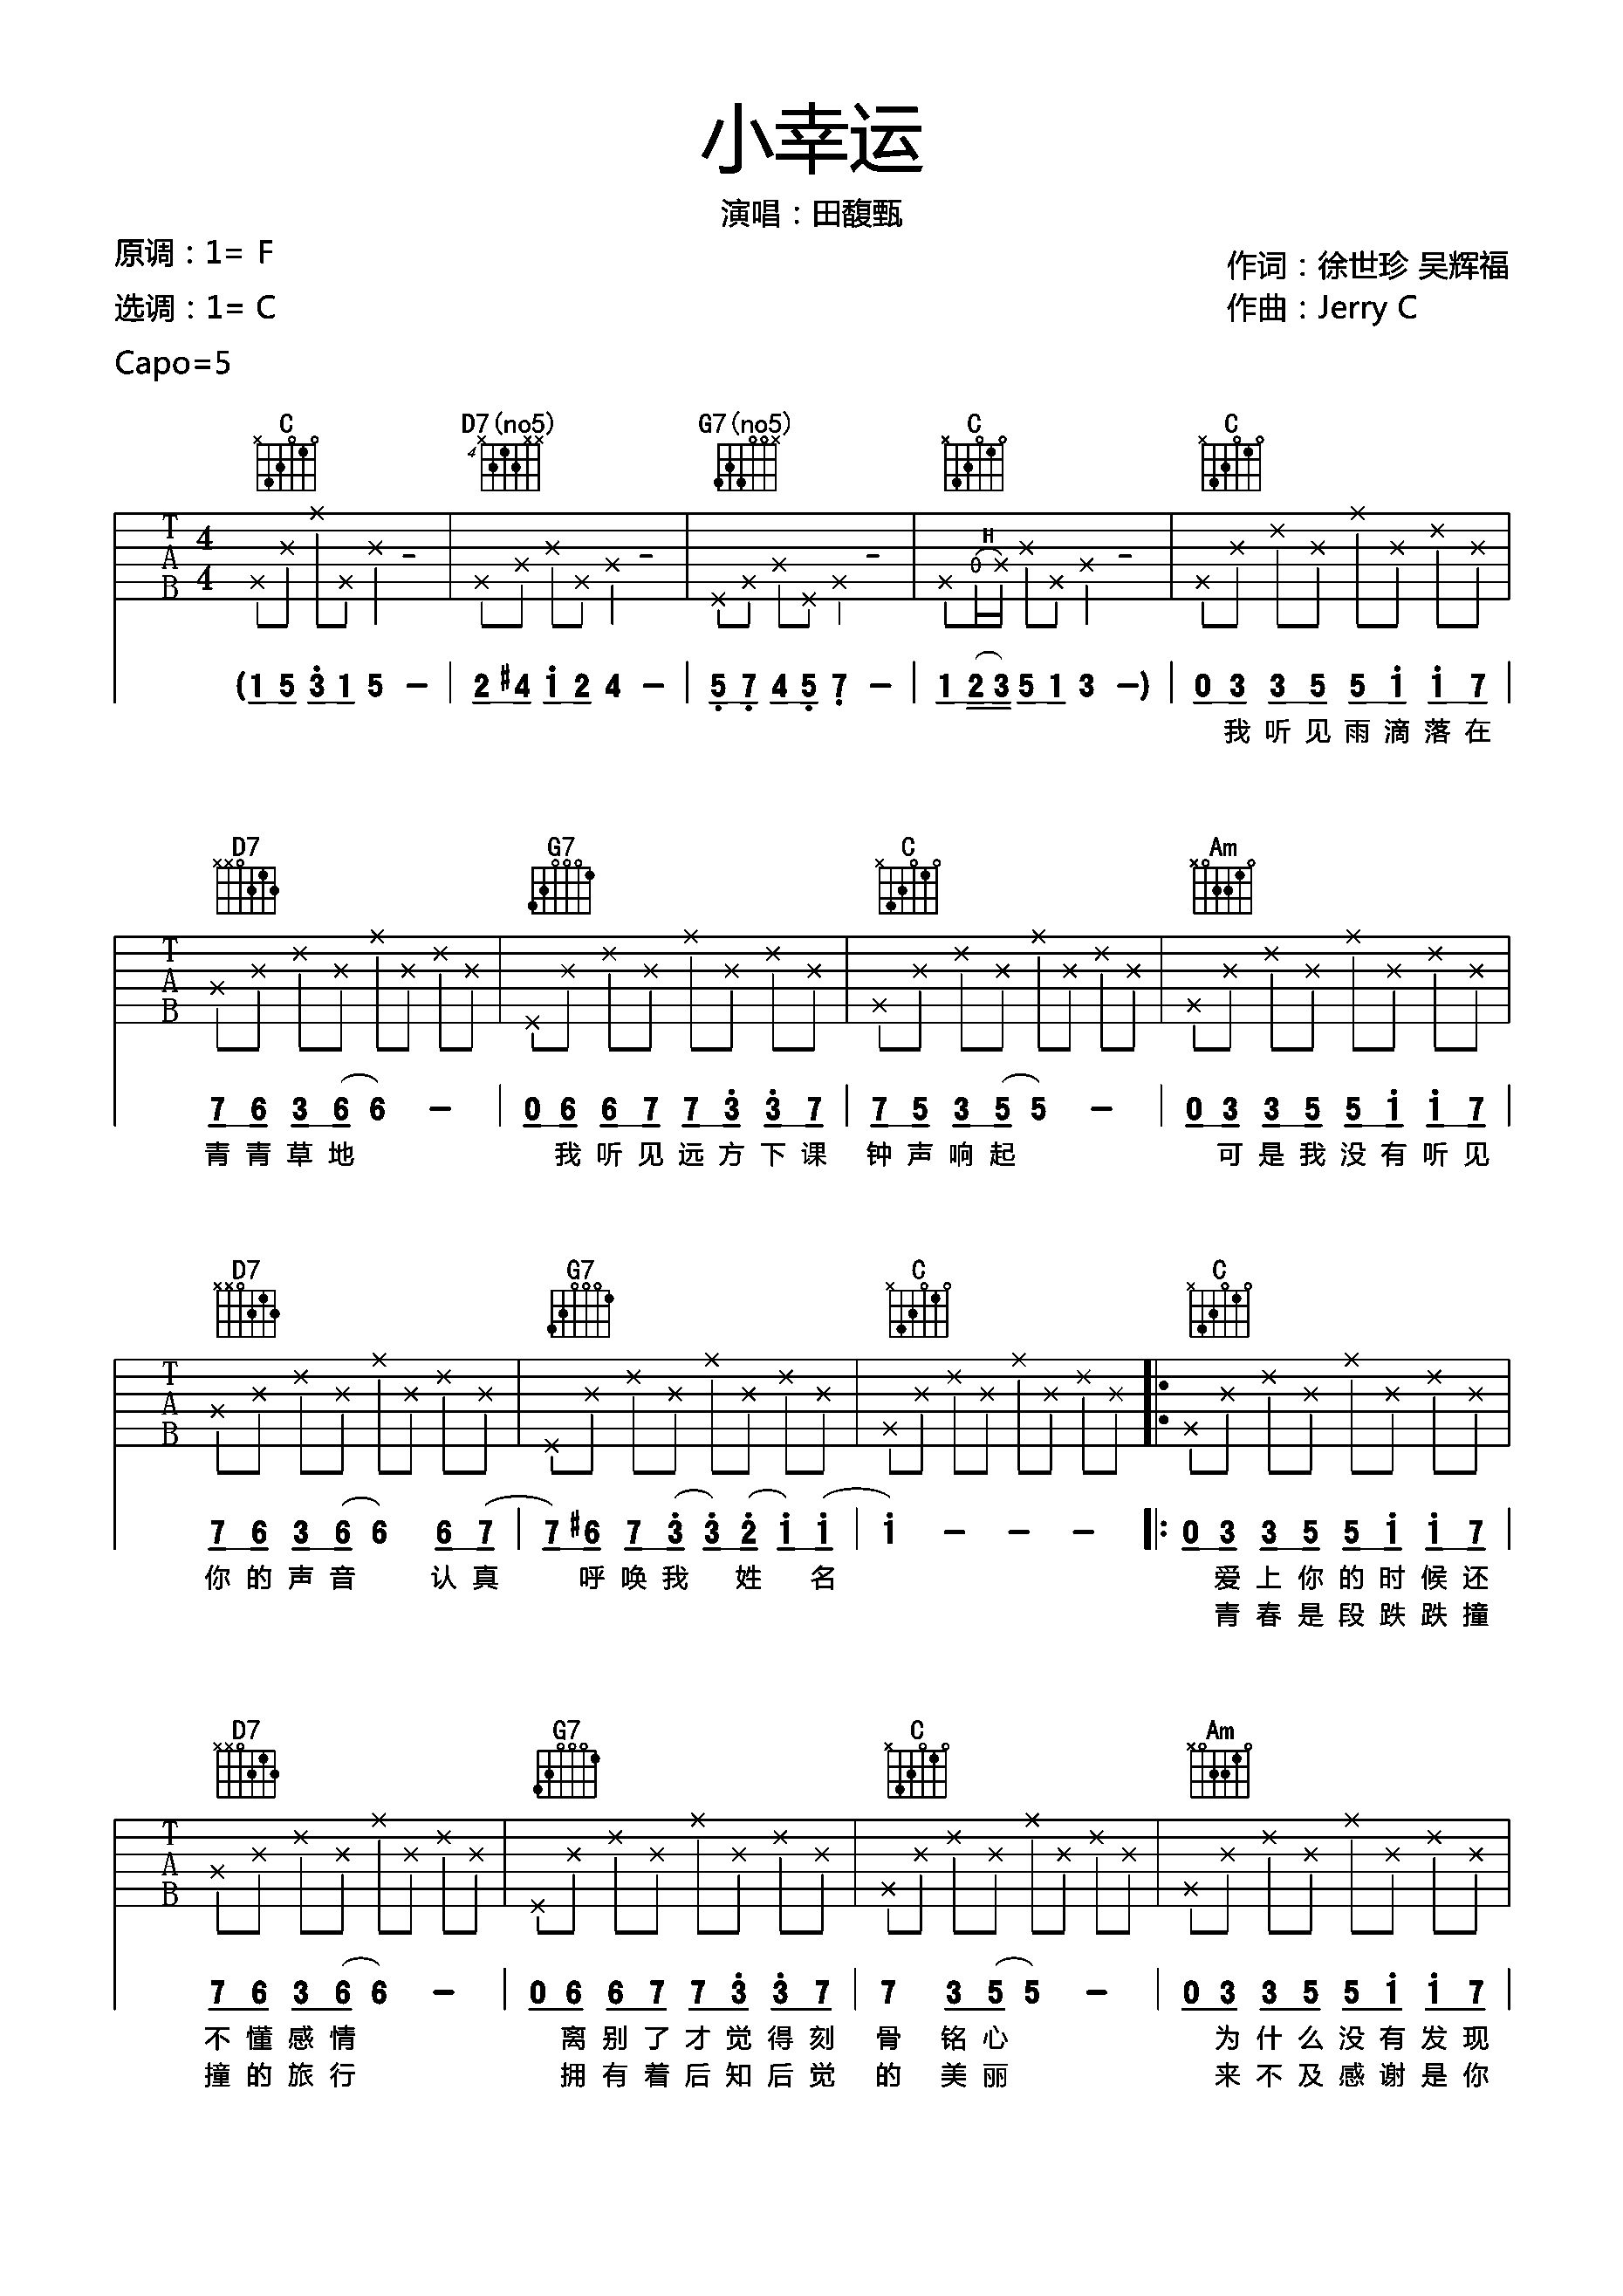 小幸运
演唱：田馥甄
原调：1= F
作词：徐世珍 吴辉福
选调：1= C
作曲：Jerry C
Capo=5
C D7(no5) G7(no5) C C
4
T A B 4 4 H 0
(1 5 3 1 5 – | 2 #4 1 2 4 – | 5 7 4 5 7 – | 1 2 3 5 1 3 –) | 0 3 3 5 5 1 1 7 |
我 听 见 雨 滴 落 在
D7 G7 C Am
T A B
7 6 3 6 6 – | 0 6 6 7 7 3 3 7 | 7 5 3 5 5 – | 0 3 3 5 5 1 1 7 |
青 青 草 地 我 听 见 远 方 下 课 钟 声 响 起 可 是 我 没 有 听 见
D7 G7 C C
T A B
7 6 3 6 6 6 7 | 7 #6 7 3 3 2 1 1 | 1 – – – |: 0 3 3 5 5 1 1 7 |
你 的 声 音 认 真 呼 唤 我 姓 名 爱 上 你 的 时 候 还
青 春 是 段 跌 跌 撞
D7 G7 C Am
T A B
7 6 3 6 6 – | 0 6 6 7 7 3 3 7 | 7 3 5 5 – | 0 3 3 5 5 1 1 7 |
不 懂 感 情 离 别 了 才 觉 得 刻 骨 铭 心 为 什 么 没 有 发 现
撞 的 旅 行 拥 有 着 后 知 后 觉 的 美 丽 来 不 及 感 谢 是 你